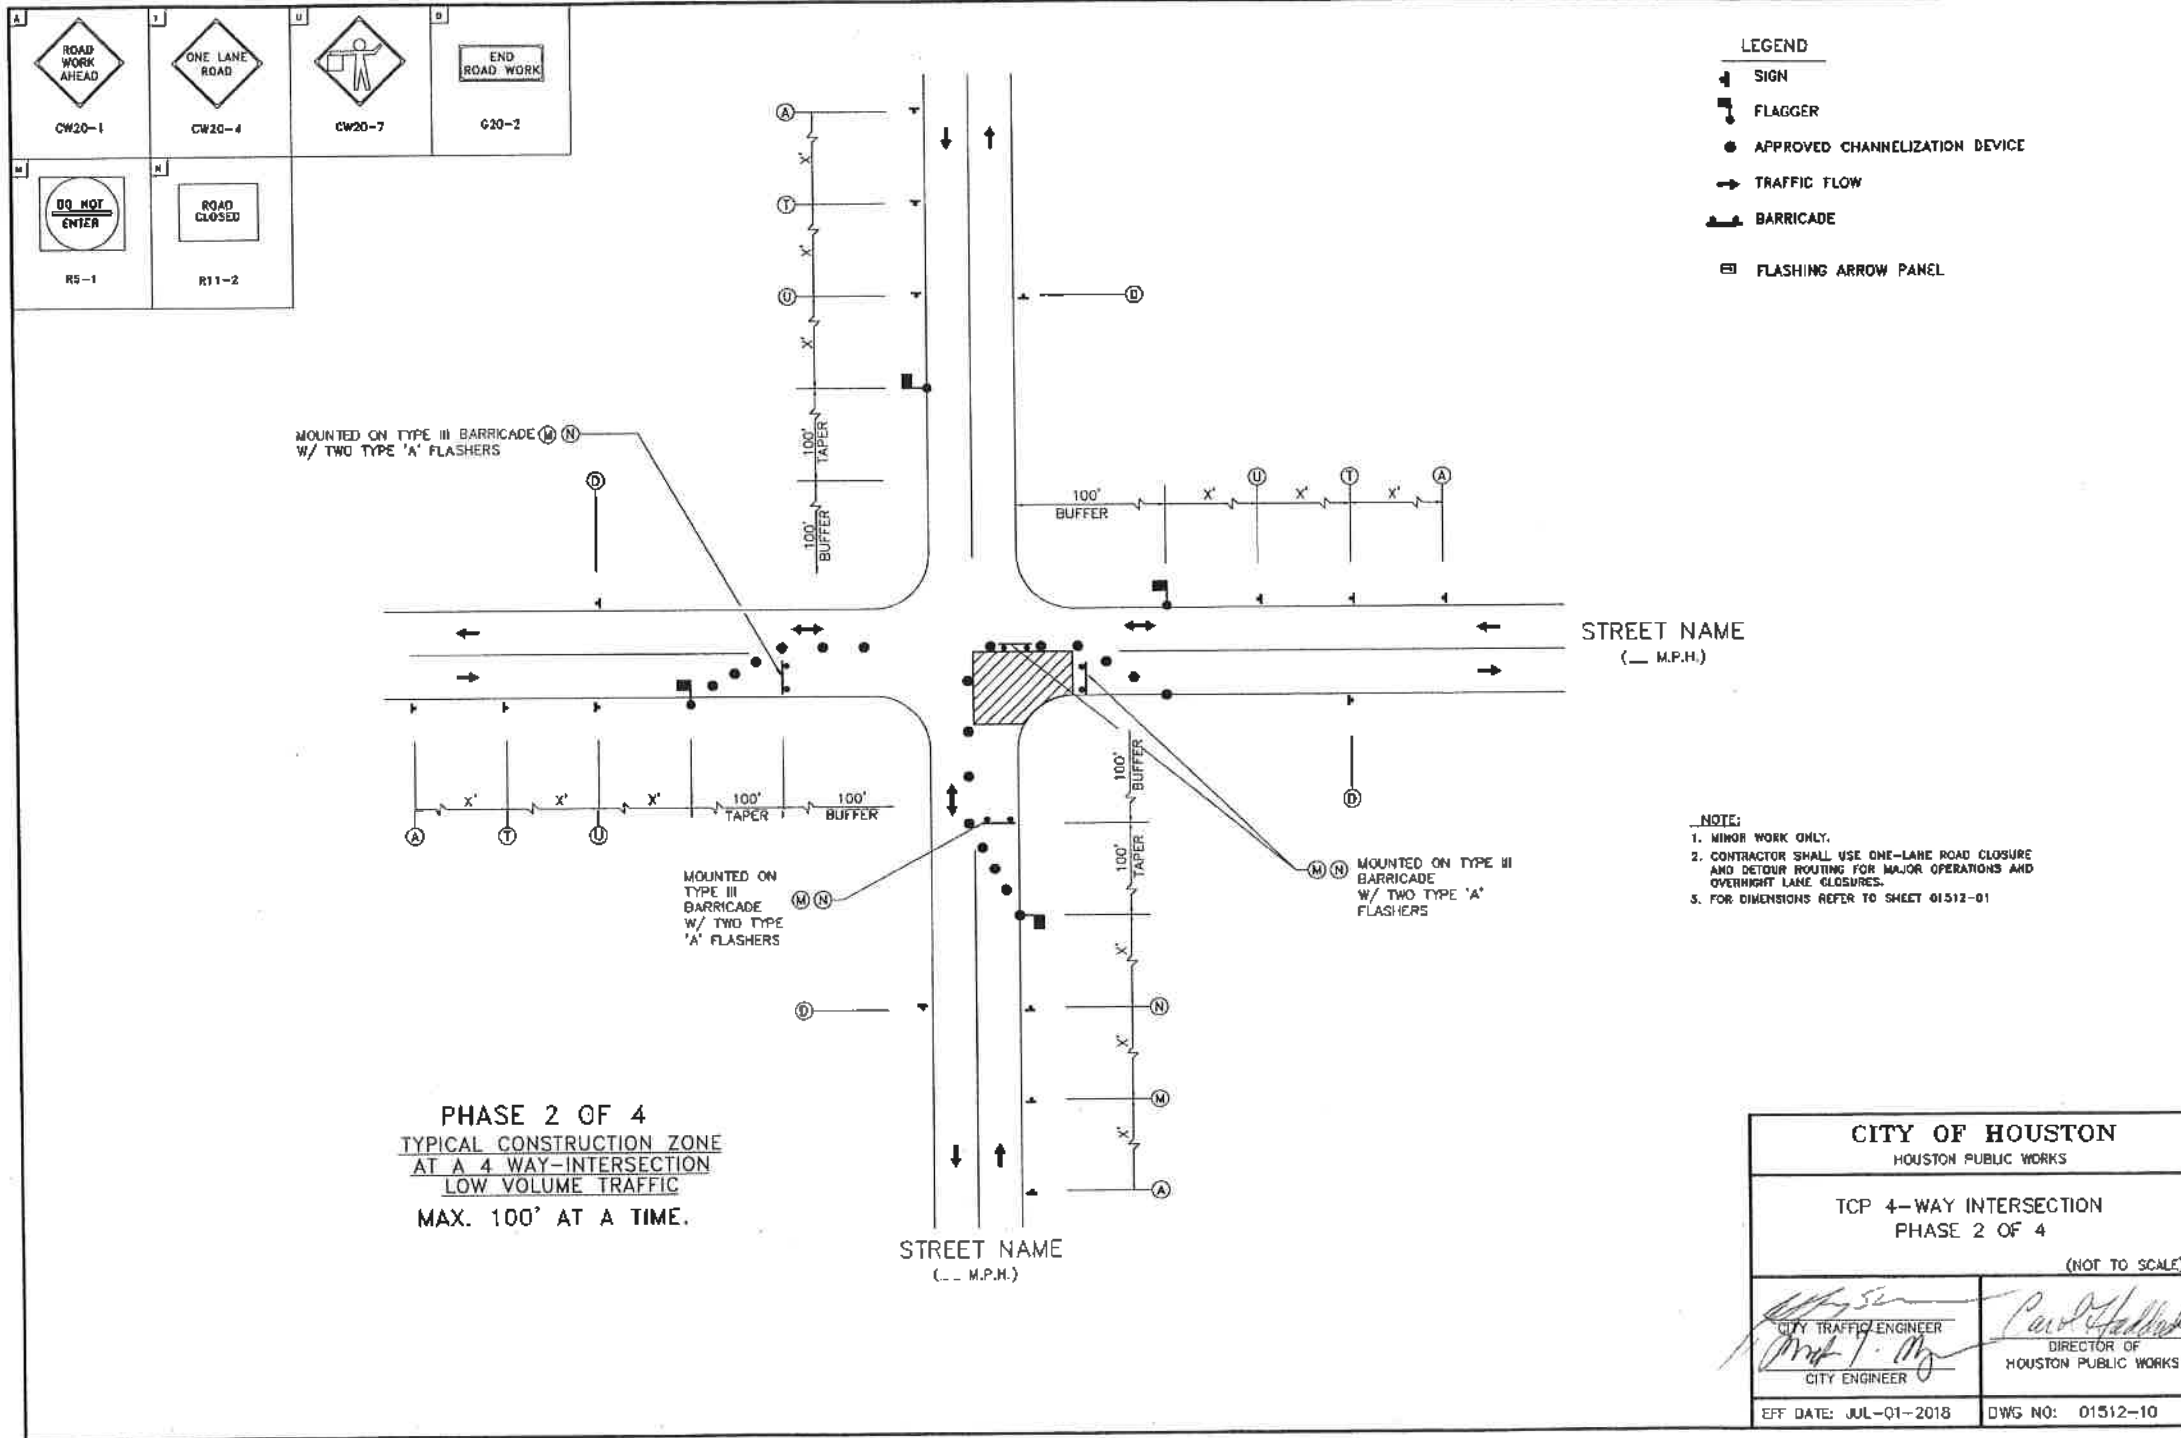 A
ROAD
WORK
AHEAD
CW20-1
T
ONE LANE
ROAD
CW20-4
U
CW20-7
D
END
ROAD WORK
G20-2
M
DO NOT
ENTER
R5-1
N
ROAD
CLOSED
R11-2
LEGEND
SIGN
FLAGGER
APPROVED CHANNELIZATION DEVICE
TRAFFIC FLOW
BARRICADE
FLASHING ARROW PANEL
A
X'
T
X'
U
X'
D
100'
TAPER
100'
BUFFER
MOUNTED ON TYPE III BARRICADE M N
W/ TWO TYPE 'A' FLASHERS
D
U T A
100' X' X' X'
BUFFER
STREET NAME
(__ M.P.H.)
X' X' X' 100' 100'
TAPER BUFFER
A T U
100'
BUFFER
100'
TAPER
D
MOUNTED ON
TYPE III
BARRICADE
W/ TWO TYPE
'A' FLASHERS
M N
M N MOUNTED ON TYPE III
BARRICADE
W/ TWO TYPE 'A'
FLASHERS
NOTE:
1. MINOR WORK ONLY.
2. CONTRACTOR SHALL USE ONE-LANE ROAD CLOSURE
AND DETOUR ROUTING FOR MAJOR OPERATIONS AND
OVERNIGHT LANE CLOSURES.
3. FOR DIMENSIONS REFER TO SHEET 01512-01
X'
D
N
X'
M
X'
A
PHASE 2 OF 4
TYPICAL CONSTRUCTION ZONE
AT A 4 WAY-INTERSECTION
LOW VOLUME TRAFFIC
MAX. 100' AT A TIME.
STREET NAME
(__ M.P.H.)
CITY OF HOUSTON
HOUSTON PUBLIC WORKS
TCP 4-WAY INTERSECTION
PHASE 2 OF 4
(NOT TO SCALE)
CITY TRAFFIC ENGINEER
CITY ENGINEER
DIRECTOR OF
HOUSTON PUBLIC WORKS
EFF DATE: JUL-01-2018
DWG NO: 01512-10